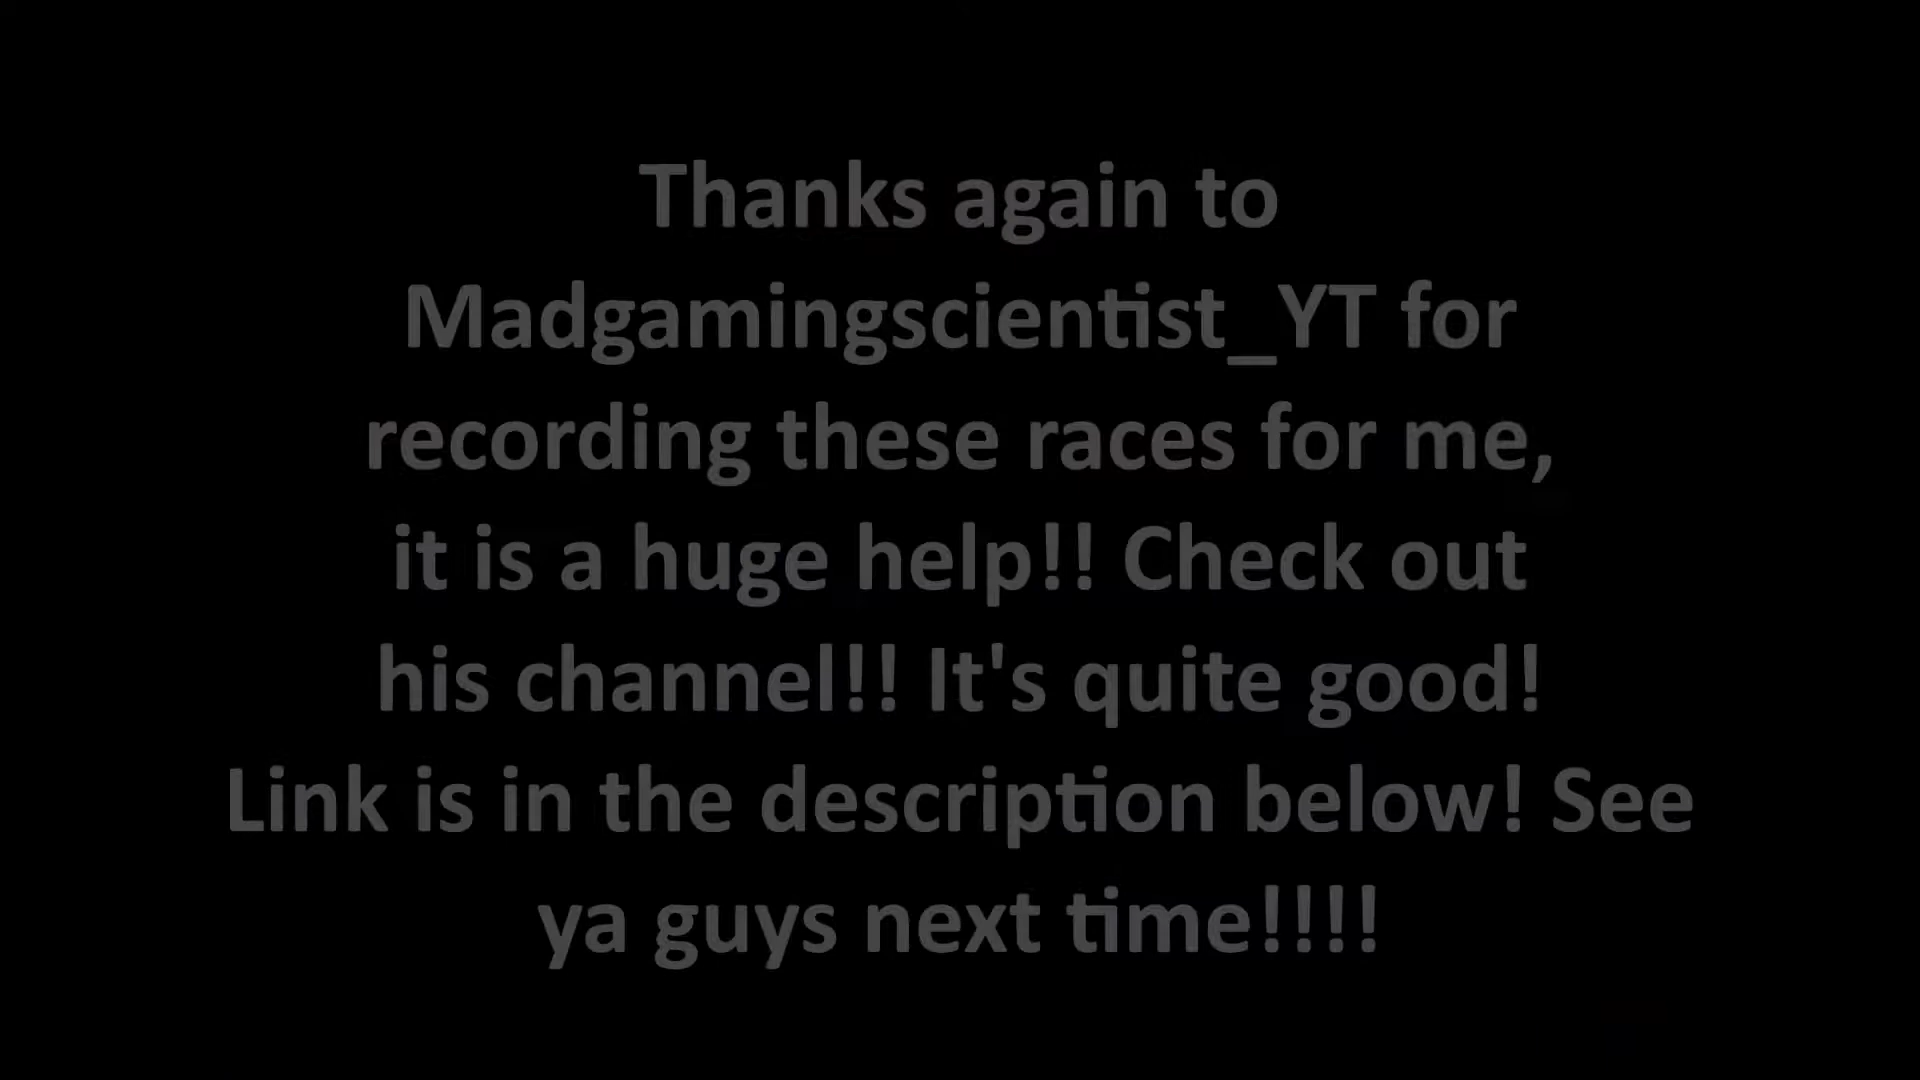 Thanks again to
Madgamingscientist_YT for
recording these races for me,
it is a huge help!! Check out
his channel!! It's quite good!
Link is in the description below! See
ya guys next time!!!!